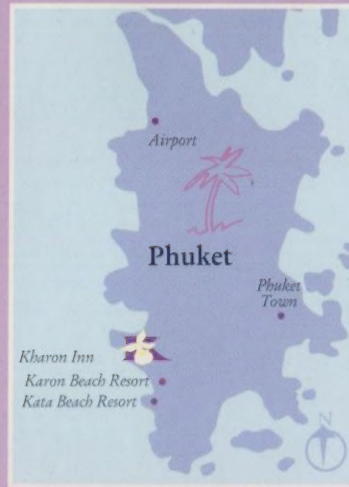 Airport
Phuket
Phuket
Town
Kharon Inn
K
Karon Beach Resort
Kata Beach Resort
N